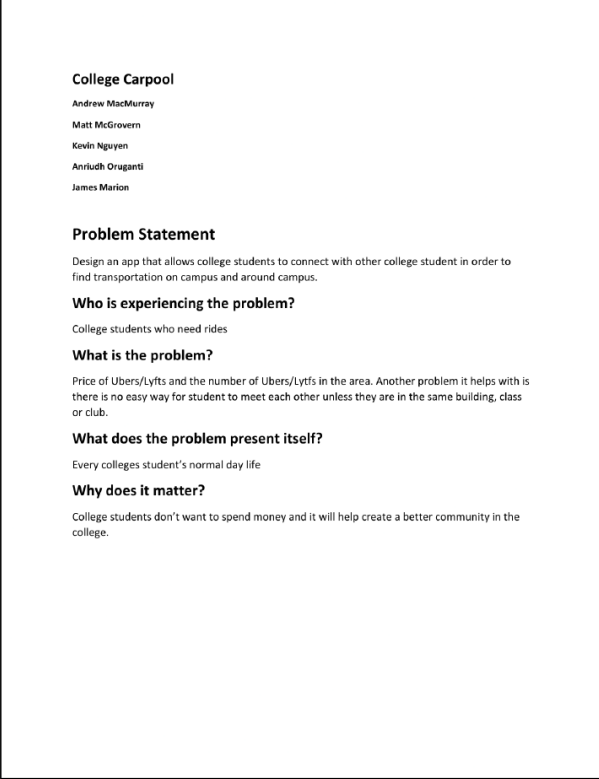 College Carpool
Andrew MacMurray
Matt McGrovern
Kevin Nguyen
Anriudh Oruganti
James Marion
Problem Statement
Design an app that allows college students to connect with other college student in order to
find transportation on campus and around campus.
Who is experiencing the problem?
College students who need rides
What is the problem?
Price of Ubers/Lyfts and the number of Ubers/Lytfs in the area. Another problem it helps with is
there is no easy way for student to meet each other unless they are in the same building, class
or club.
What does the problem present itself?
Every colleges student’s normal day life
Why does it matter?
College students don’t want to spend money and it will help create a better community in the
college.